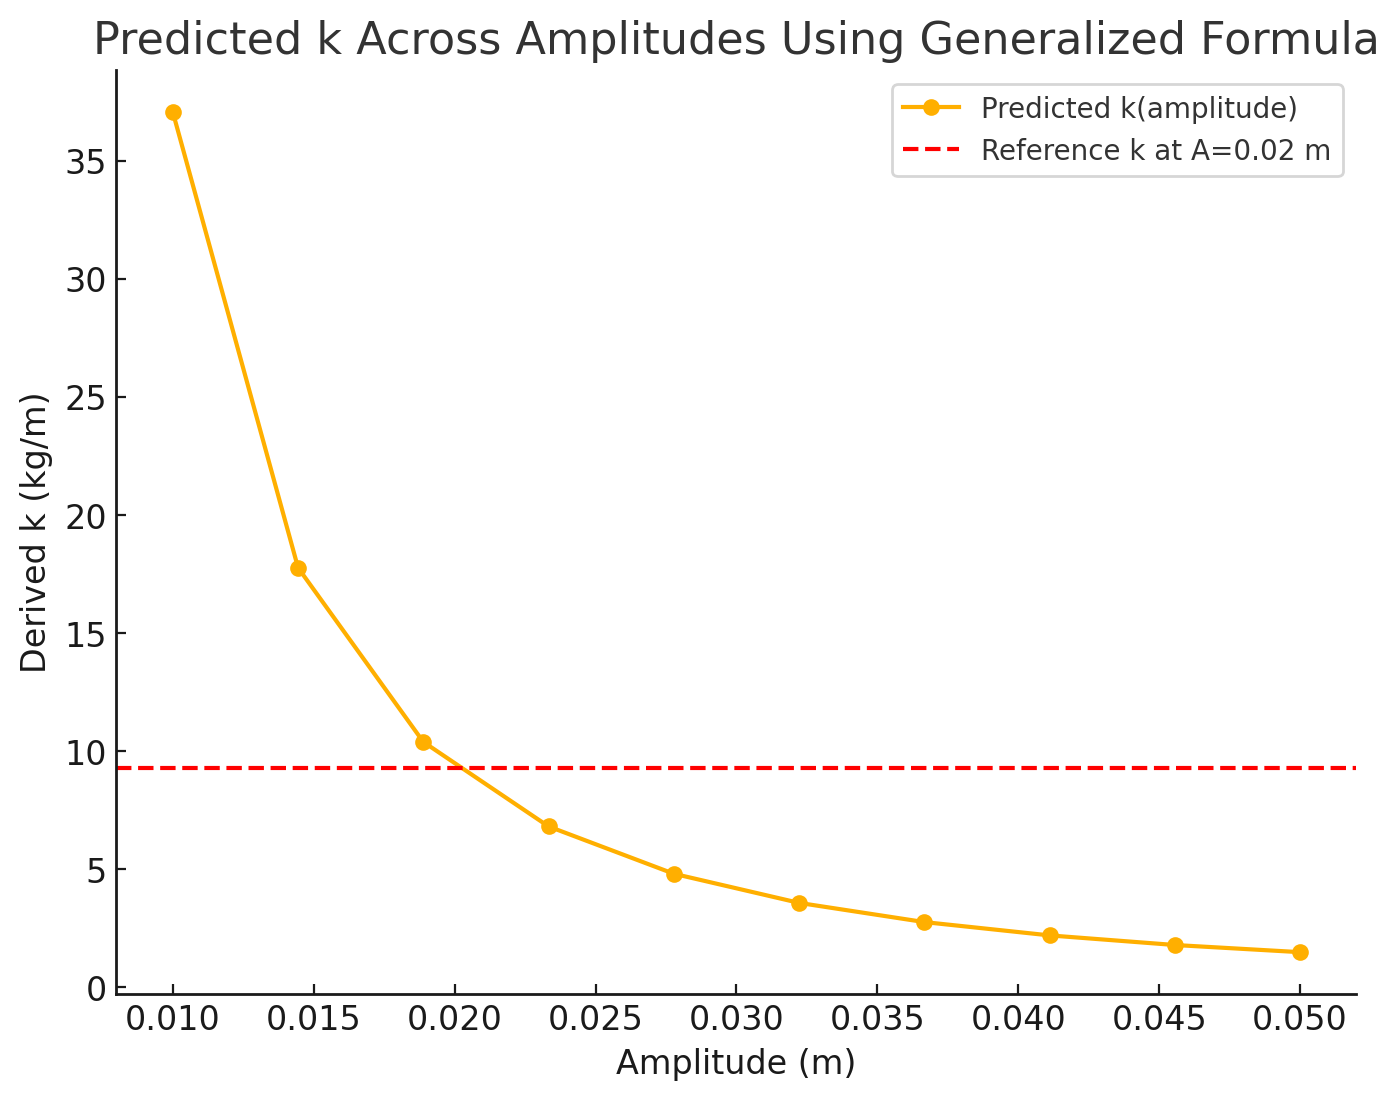 Predicted k Across Amplitudes Using Generalized Formula
Predicted k(amplitude)
Reference k at A=0.02 m
Derived k (kg/m)
35
30
25
20
15
10
5
0
0.010 0.015 0.020 0.025 0.030 0.035 0.040 0.045 0.050
Amplitude (m)